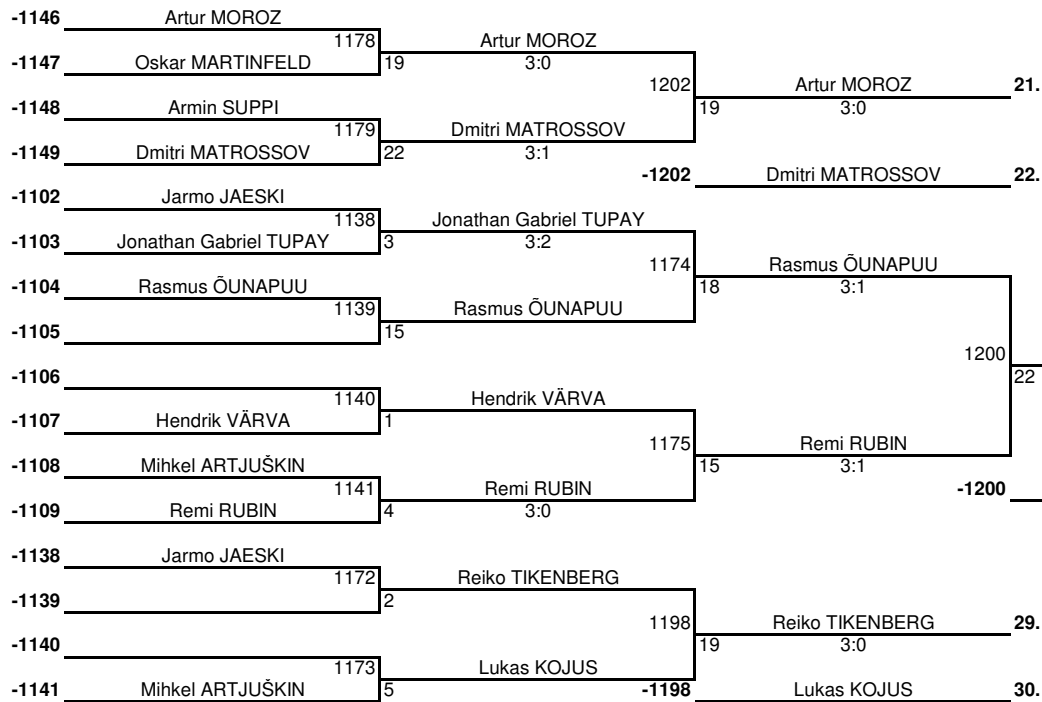 -1146 Artur MOROZ
1178 Artur MOROZ
-1147 Oskar MARTINFELD 19 3:0
1202 Artur MOROZ 21.
-1148 Armin SUPPI 19 3:0
1179 Dmitri MATROSSOV
-1149 Dmitri MATROSSOV 22 3:1
-1202 Dmitri MATROSSOV 22.
-1102 Jarmo JAESKI
1138 Jonathan Gabriel TUPAY
-1103 Jonathan Gabriel TUPAY 3 3:2
1174 Rasmus ÕUNAPUU
-1104 Rasmus ÕUNAPUU 18 3:1
1139 Rasmus ÕUNAPUU
-1105 15
1200
-1106 22
1140 Hendrik VÄRVA
-1107 Hendrik VÄRVA 1
1175 Remi RUBIN
-1108 Mihkel ARTJUŠKIN 15 3:1
1141 Remi RUBIN -1200
-1109 Remi RUBIN 4 3:0
-1138 Jarmo JAESKI
1172 Reiko TIKENBERG
-1139 2
1198 Reiko TIKENBERG 29.
-1140 19 3:0
1173 Lukas KOJUS
-1141 Mihkel ARTJUŠKIN 5 -1198 Lukas KOJUS 30.